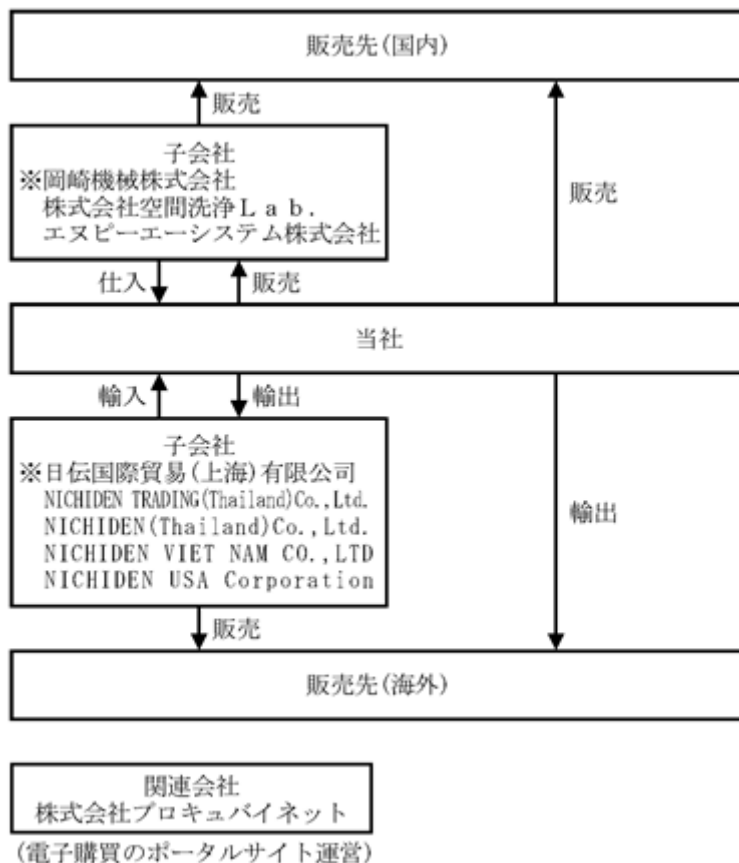 販売先(国内)
販売
子会社
※岡崎機械株式会社
株式会社空間洗浄Ｌａｂ．
エヌピーエーシステム株式会社
販売
仕入
販売
当社
輸入
輸出
子会社
※日伝国際貿易(上海)有限公司
NICHIDEN TRADING(Thailand)Co.,Ltd.
NICHIDEN(Thailand)Co.,Ltd.
NICHIDEN VIET NAM CO.,LTD
NICHIDEN USA Corporation
輸出
販売
販売先(海外)
関連会社
株式会社プロキュバイネット
(電子購買のポータルサイト運営)